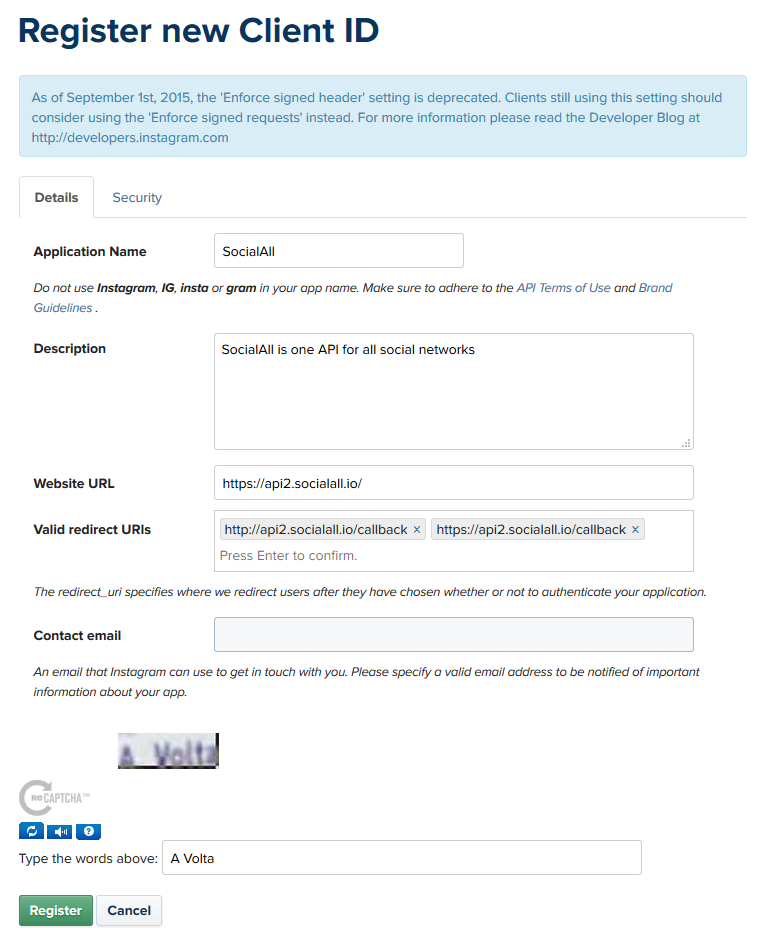 Register new Client ID
As of September 1st, 2015, the 'Enforce signed header' setting is deprecated. Clients still using this setting should
consider using the 'Enforce signed requests' instead. For more information please read the Developer Blog at
http://developers.instagram.com
Details Security
Application Name SocialAll
Do not use Instagram, IG, insta or gram in your app name. Make sure to adhere to the API Terms of Use and Brand
Guidelines .
Description SocialAll is one API for all social networks
Website URL https://api2.socialall.io/
Valid redirect URIs http://api2.socialall.io/callback × https://api2.socialall.io/callback ×
Press Enter to confirm.
The redirect_uri specifies where we redirect users after they have chosen whether or not to authenticate your application.
Contact email
An email that Instagram can use to get in touch with you. Please specify a valid email address to be notified of important
information about your app.
A Volta
reCAPTCHA™
?
Type the words above: A Volta
Register Cancel